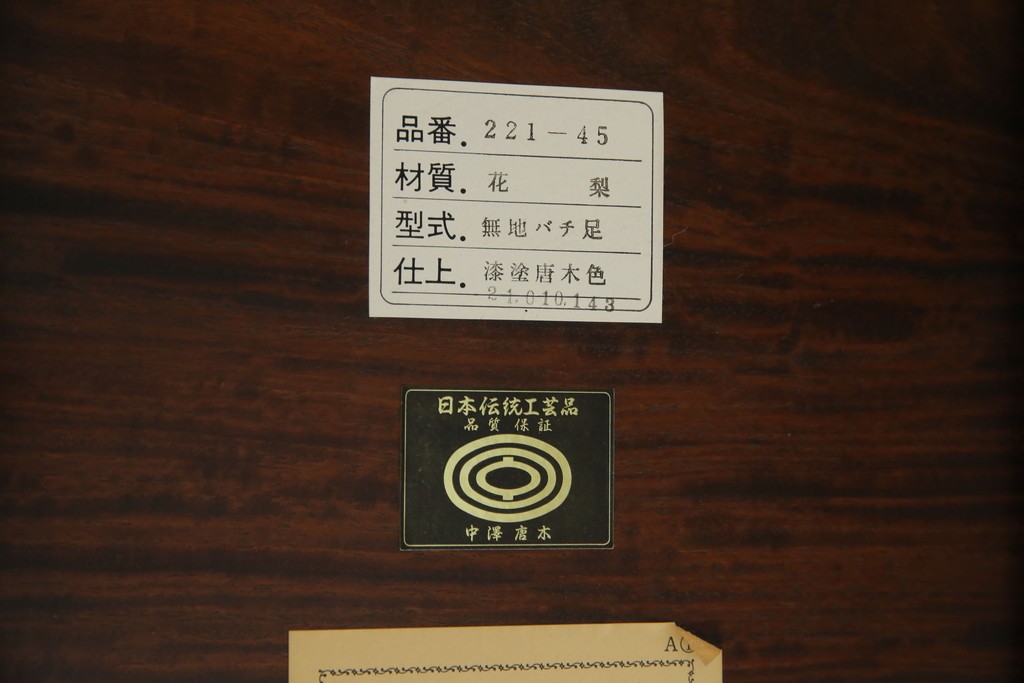 品番. 221-45
材質. 花 梨
型式. 無地バチ足
仕上. 漆塗唐木色
21.010.143
日本伝統工芸品
品質保証
中澤唐木
A